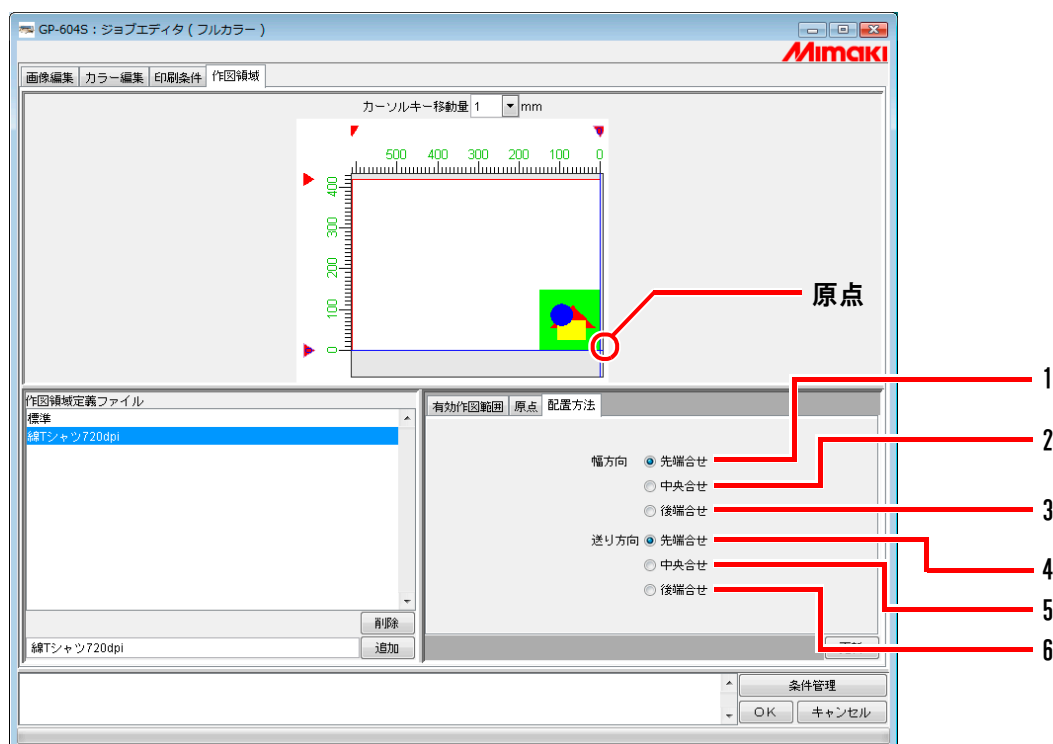 GP-604S：ジョブエディタ ( フルカラー )
Mimaki
画像編集 カラー編集 印刷条件 作図領域
カーソルキー移動量 1 mm
500 400 300 200 100 0
400
300
200
100
0
原点
作図領域定義ファイル
標準
綿Tシャツ720dpi
削除
綿Tシャツ720dpi
追加
有効作図範囲 原点 配置方法
幅方向 先端合せ
中央合せ
後端合せ
送り方向 先端合せ
中央合せ
後端合せ
1
2
3
4
5
6
条件管理
OK キャンセル